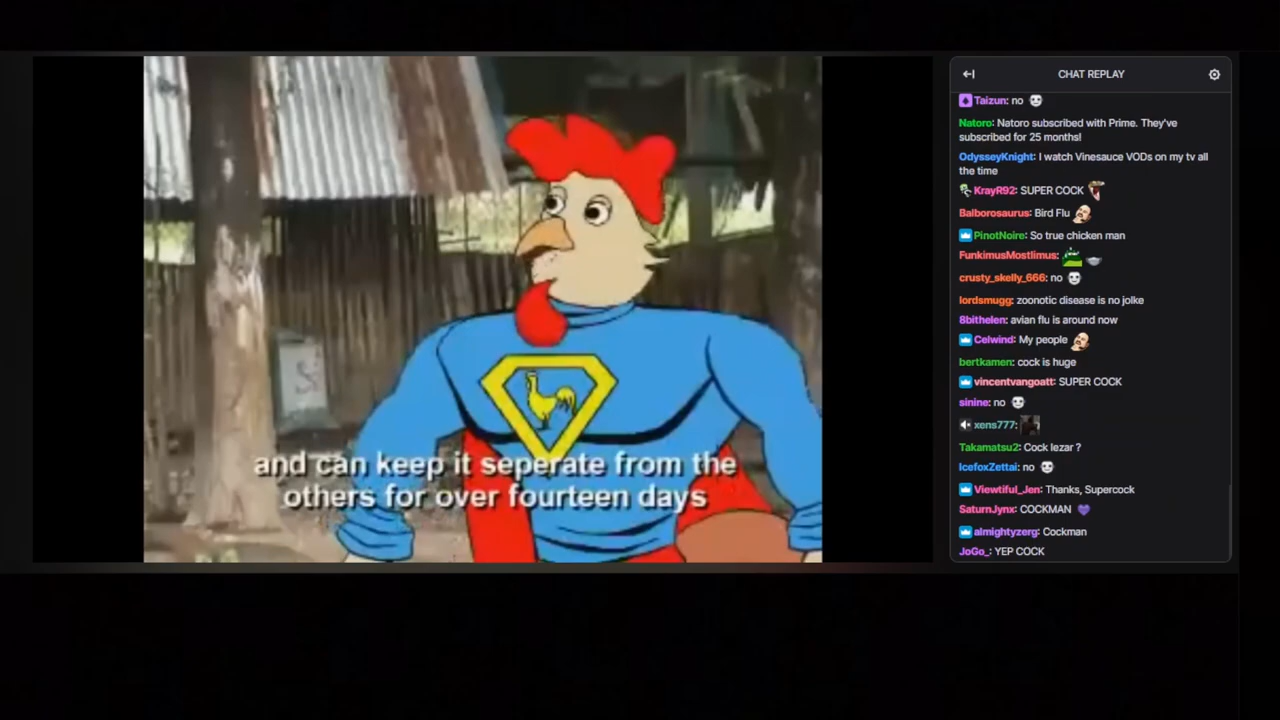 and can keep it seperate from the
others for over fourteen days
CHAT REPLAY
Taizun: no
Natoro: Natoro subscribed with Prime. They've
subscribed for 25 months!
OdysseyKnight: I watch Vinesauce VODs on my tv all
the time
KrayR92: SUPER COCK
Balborosaurus: Bird Flu
PinotNoire: So true chicken man
FunkimusMostlimus:
crusty_skelly_666: no
lordsmugg: zoonotic disease is no jolke
8bithelen: avian flu is around now
Celwind: My people
bertkamen: cock is huge
vincentvangoatt: SUPER COCK
sinine: no
xens777:
Takamatsu2: Cock lezar ?
IcefoxZettai: no
Viewtiful_Jen: Thanks, Supercock
SaturnJynx: COCKMAN
almightyzerg: Cockman
JoGo_: YEP COCK